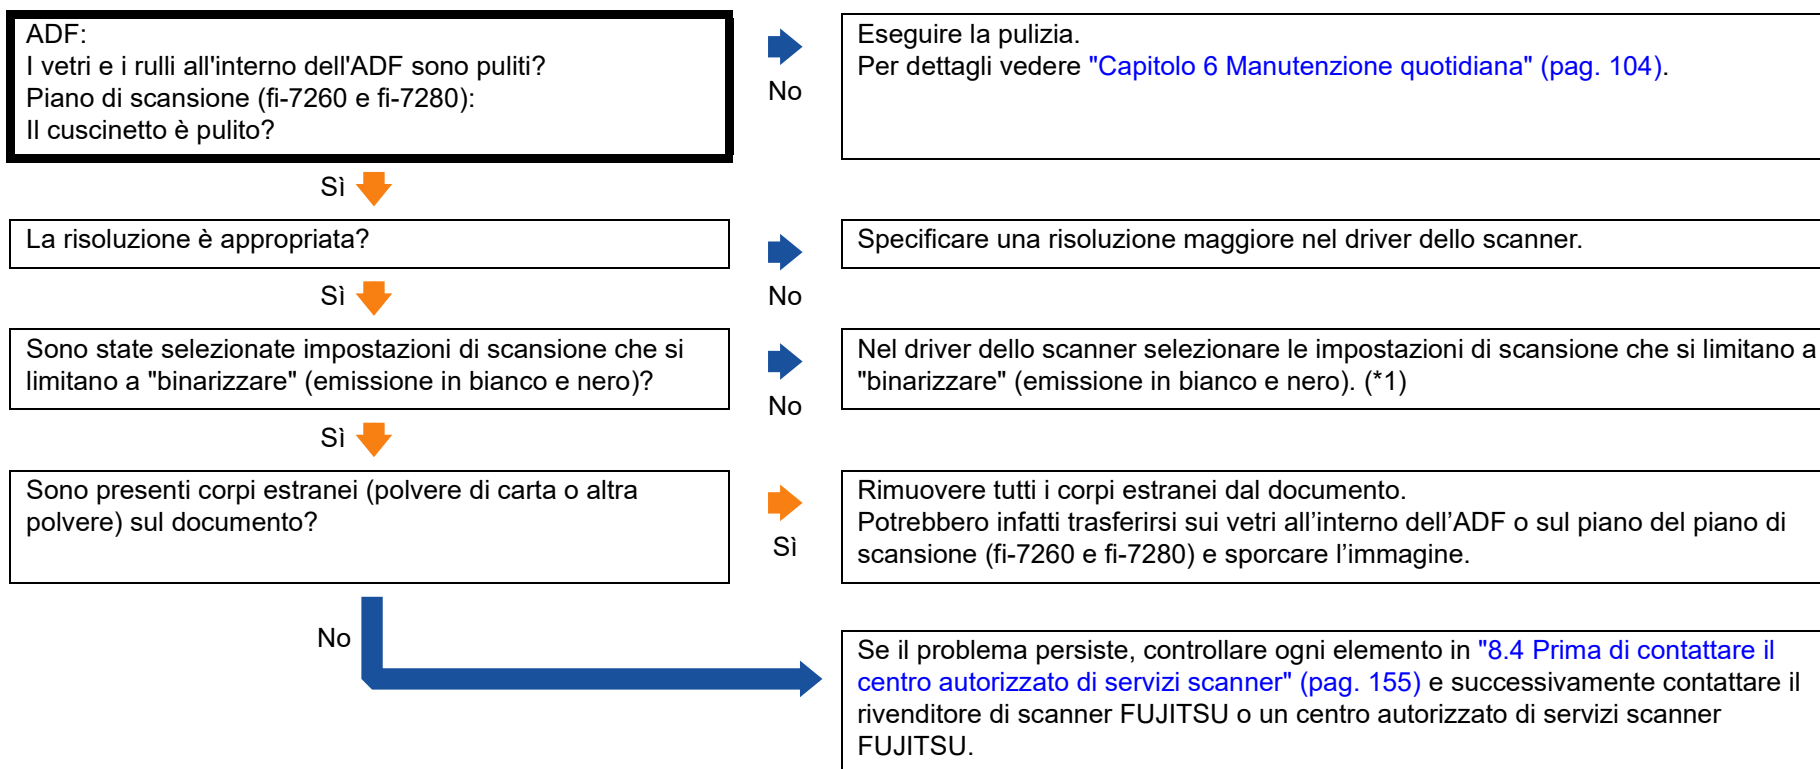 ADF:
I vetri e i rulli all'interno dell'ADF sono puliti?
Piano di scansione (fi-7260 e fi-7280):
Il cuscinetto è pulito?
No
Eseguire la pulizia.
Per dettagli vedere "Capitolo 6 Manutenzione quotidiana" (pag. 104).
Sì
La risoluzione è appropriata?
No
Specificare una risoluzione maggiore nel driver dello scanner.
Sì
Sono state selezionate impostazioni di scansione che si
limitano a "binarizzare" (emissione in bianco e nero)?
No
Nel driver dello scanner selezionare le impostazioni di scansione che si limitano a
"binarizzare" (emissione in bianco e nero). (*1)
Sì
Sono presenti corpi estranei (polvere di carta o altra
polvere) sul documento?
Sì
Rimuovere tutti i corpi estranei dal documento.
Potrebbero infatti trasferirsi sui vetri all’interno dell’ADF o sul piano del piano di
scansione (fi-7260 e fi-7280) e sporcare l’immagine.
No
Se il problema persiste, controllare ogni elemento in "8.4 Prima di contattare il
centro autorizzato di servizi scanner" (pag. 155) e successivamente contattare il
rivenditore di scanner FUJITSU o un centro autorizzato di servizi scanner
FUJITSU.